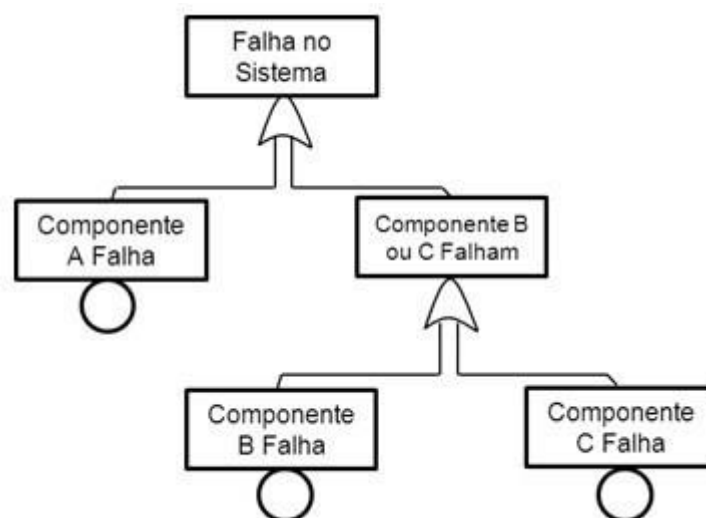 Falha no
Sistema
Componente
A Falha
Componente B
ou C Falham
Componente
B Falha
Componente
C Falha